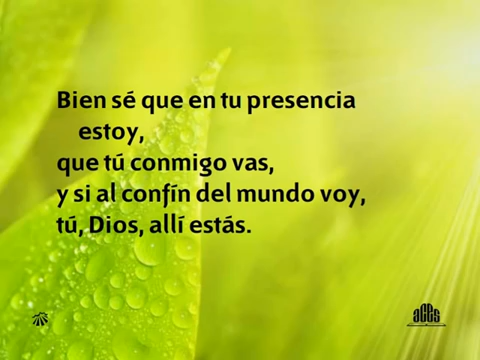 Bien sé que en tu presencia
estoy,
que tú conmigo vas,
y si al confín del mundo voy,
tú, Dios, allí estás.
aces